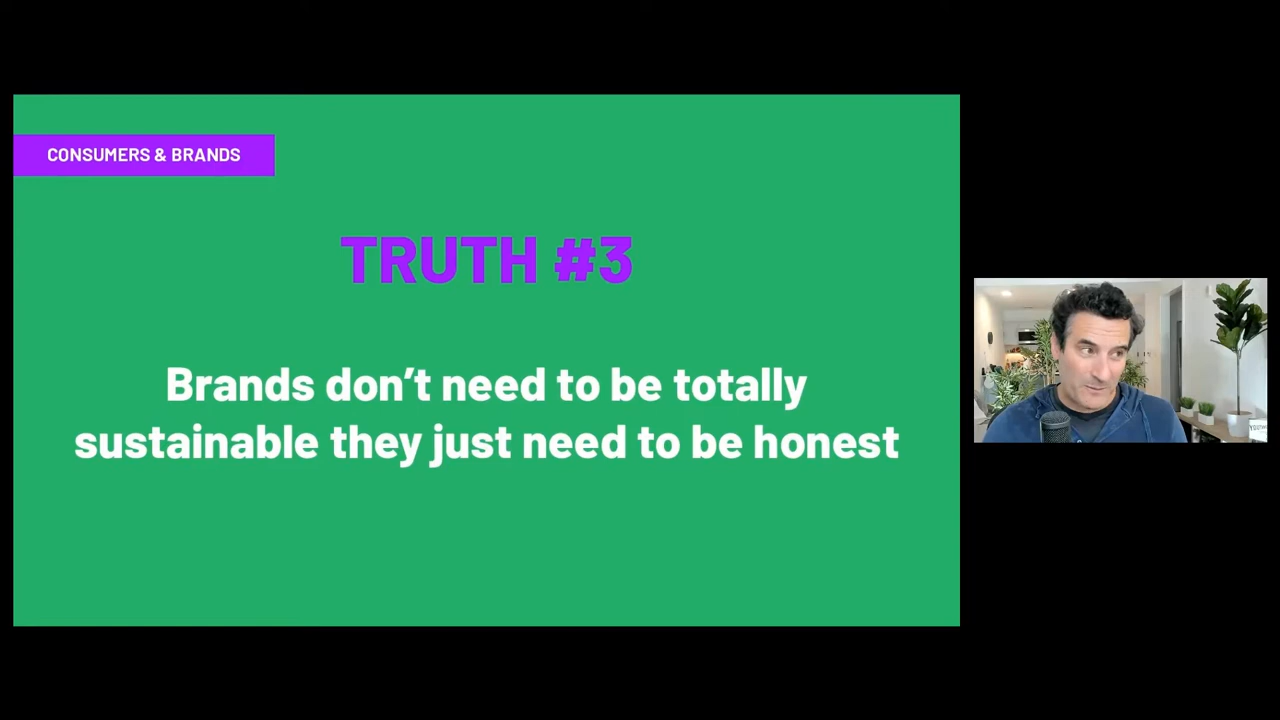 CONSUMERS & BRANDS
TRUTH #3
Brands don’t need to be totally
sustainable they just need to be honest